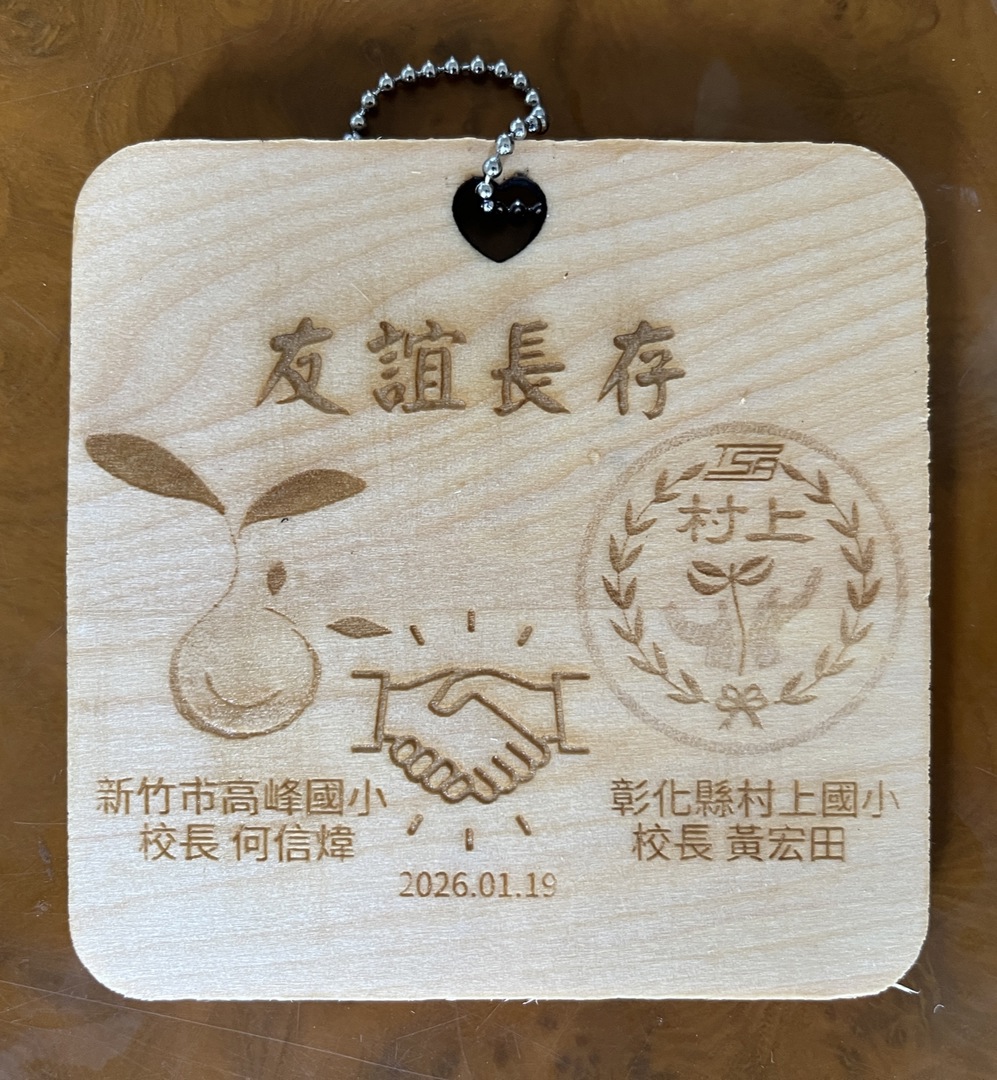 友誼長存
TSA
村上
新竹市高峰國小
校長 何信煒
彰化縣村上國小
校長 黃宏田
2026.01.19